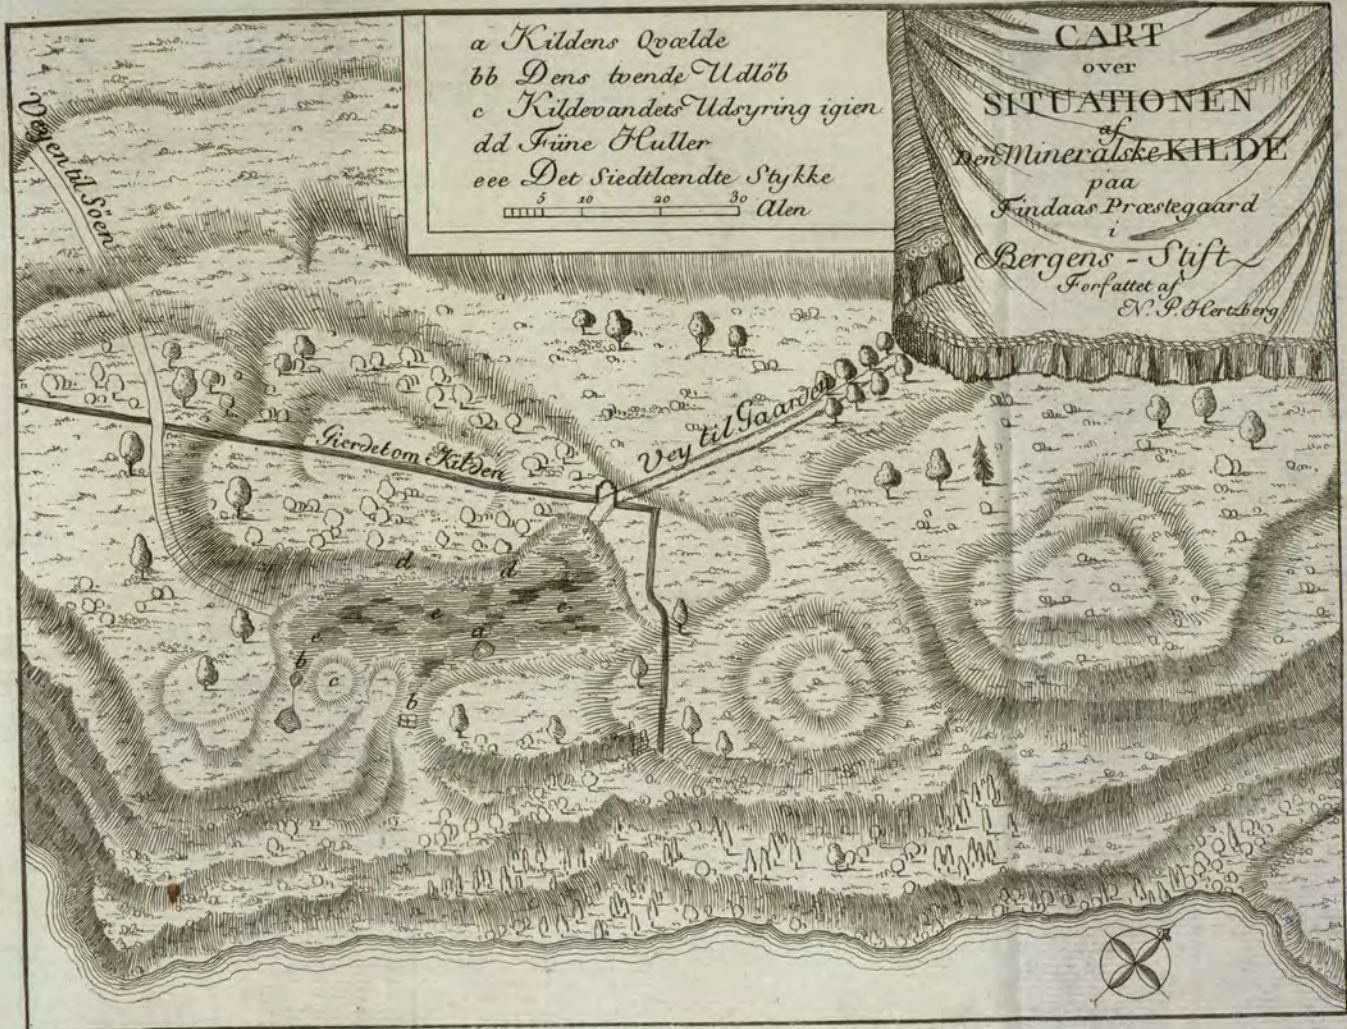 a Kildens Qvælde
bb Dens tvende Udlöb
c Kildevandets Udsyring igien
dd Füne Huller
eee Det Siedtlændte Stykke
5 10 20 30 Alen
CART
over
SITUATIONEN
af
Den Mineralske KILDE
paa
Findaas Præstegaard
i
Bergens - Stift
Forfattet af
N. P. Hertzberg
Veyen til Söen
Gierdet om Kilden
Vey til Gaarden
d
d
e
e
e
a
b
c
b